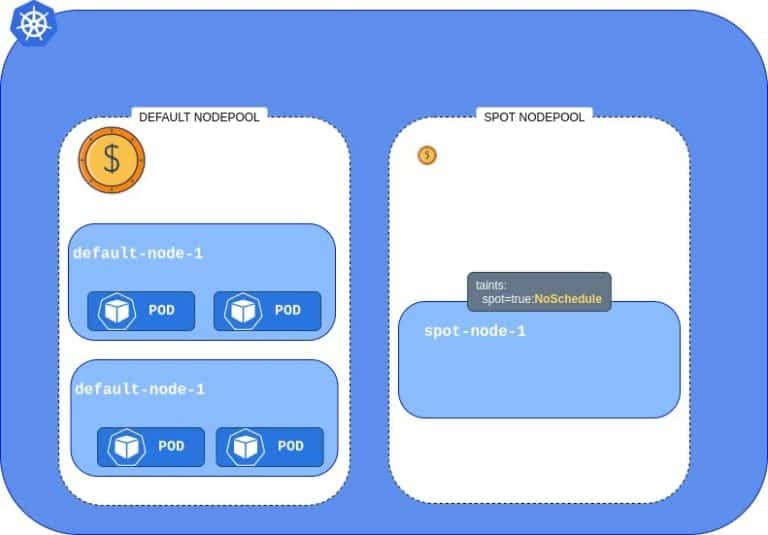 DEFAULT NODEPOOL
$
default-node-1
POD
POD
default-node-1
POD
POD
SPOT NODEPOOL
$
taints:
spot=true:NoSchedule
spot-node-1